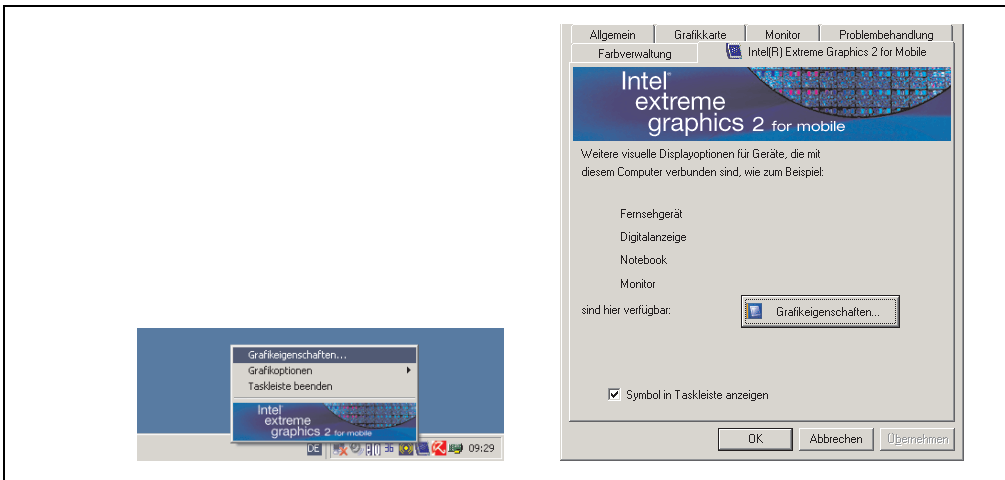 Grafikeigenschaften...
Grafikoptionen
Taskleiste beenden
Intel
extreme
graphics 2 for mobile
DE 36 09:29
Allgemein Grafikkarte Monitor Problembehandlung
Farbverwaltung Intel(R) Extreme Graphics 2 for Mobile
Intel
extreme
graphics 2 for mobile
Weitere visuelle Displayoptionen für Geräte, die mit
diesem Computer verbunden sind, wie zum Beispiel:
Fernsehgerät
Digitalanzeige
Notebook
Monitor
sind hier verfügbar: Grafikeigenschaften...
Symbol in Taskleiste anzeigen
OK Abbrechen Übernehmen